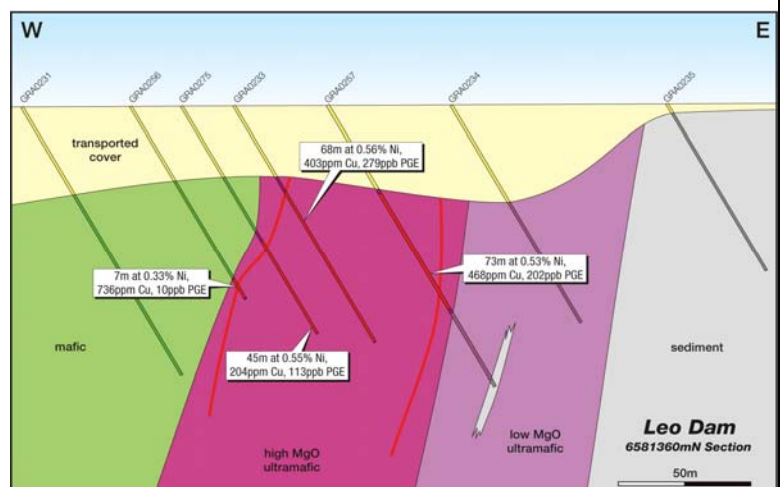 W
E
GRA0231
GRA0256
GRA0275
GRA0233
GRA0257
GRA0234
GRA0235
transported
cover
68m at 0.56% Ni,
403ppm Cu, 279ppb PGE
7m at 0.33% Ni,
736ppm Cu, 10ppb PGE
73m at 0.53% Ni,
468ppm Cu, 202ppb PGE
45m at 0.55% Ni,
204ppm Cu, 113ppb PGE
mafic
sediment
high MgO
ultramafic
low MgO
ultramafic
Leo Dam
6581360mN Section
50m